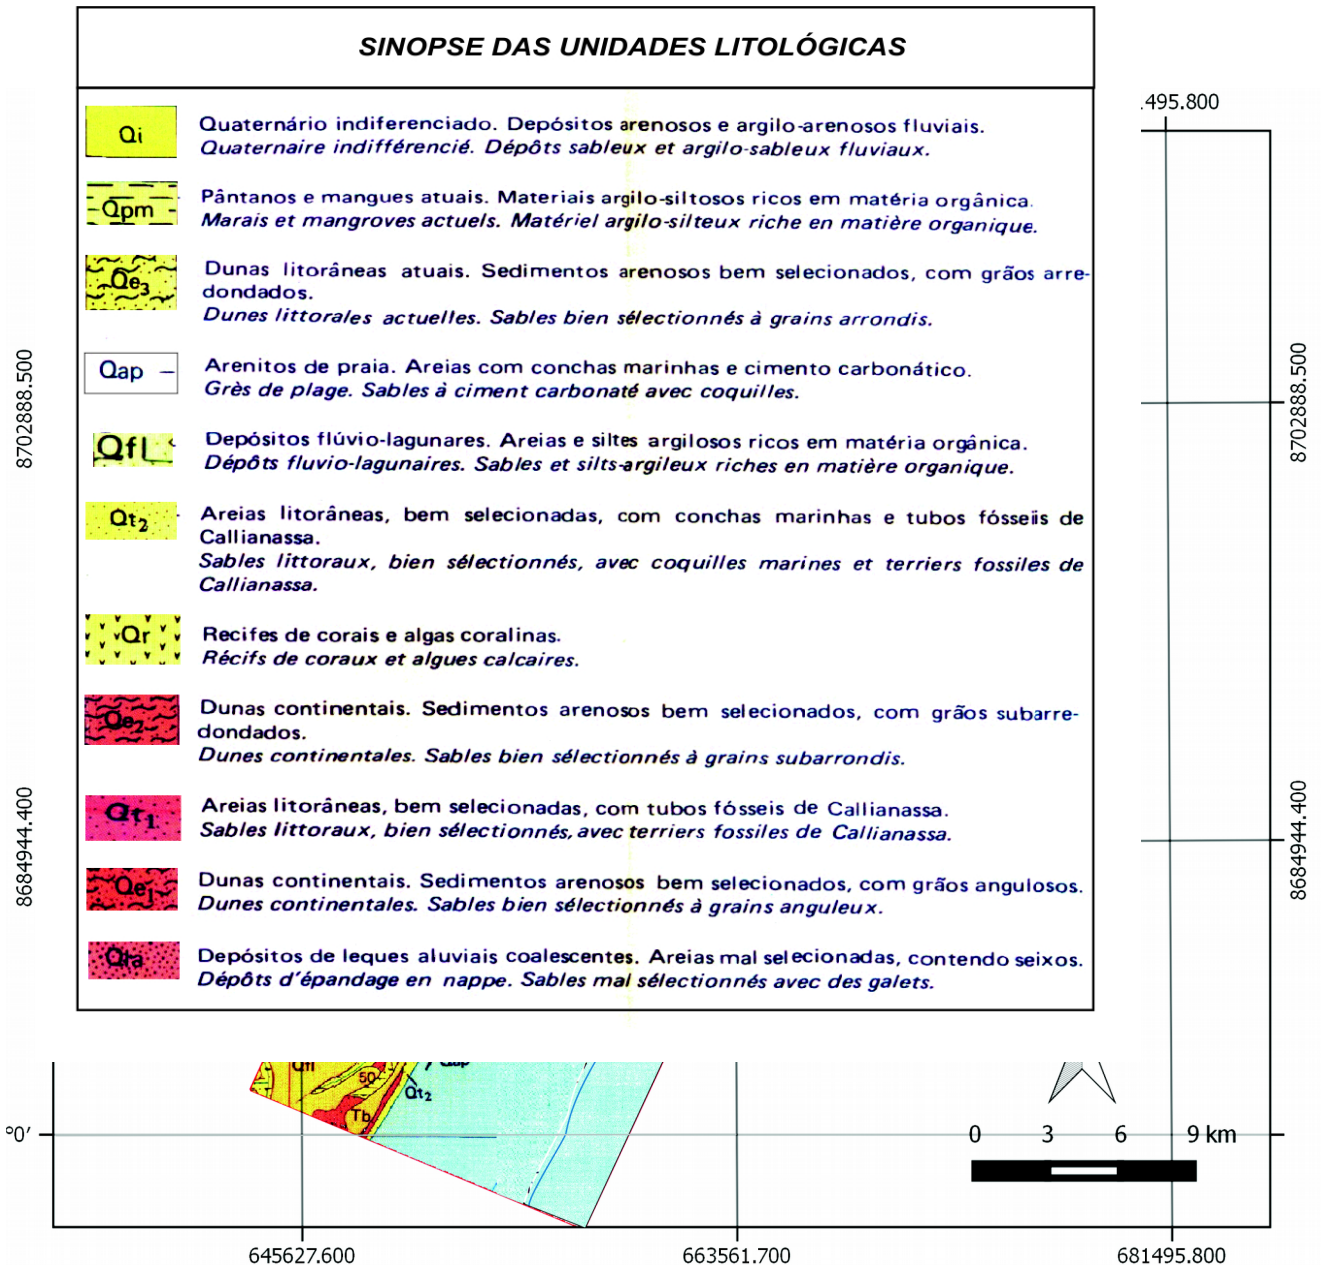 SINOPSE DAS UNIDADES LITOLÓGICAS
.495.800
Qi
Quaternário indiferenciado. Depósitos arenosos e argilo-arenosos fluviais.
Quaternaire indifférencié. Dépôts sableux et argilo-sableux fluviaux.
Qpm
Pântanos e mangues atuais. Materiais argilo-siltosos ricos em matéria orgânica.
Marais et mangroves actuels. Matériel argilo-silteux riche en matière organique.
Qe3
Dunas litorâneas atuais. Sedimentos arenosos bem selecionados, com grãos arre-
dondados.
Dunes littorales actuelles. Sables bien sélectionnés à grains arrondis.
8702888.500
8702888.500
Qap
Arenitos de praia. Areias com conchas marinhas e cimento carbonático.
Grès de plage. Sables à ciment carbonaté avec coquilles.
Qfl
Depósitos flúvio-lagunares. Areias e siltes argilosos ricos em matéria orgânica.
Dépôts fluvio-lagunaires. Sables et silts-argileux riches en matière organique.
Qt2
Areias litorâneas, bem selecionadas, com conchas marinhas e tubos fósseiis de
Callianassa.
Sables littoraux, bien sélectionnés, avec coquilles marines et terriers fossiles de
Callianassa.
Qr
Recifes de corais e algas coralinas.
Récifs de coraux et algues calcaires.
Qe2
Dunas continentais. Sedimentos arenosos bem selecionados, com grãos subarre-
dondados.
Dunes continentales. Sables bien sélectionnés à grains subarrondis.
8684944.400
8684944.400
Qt1
Areias litorâneas, bem selecionadas, com tubos fósseis de Callianassa.
Sables littoraux, bien sélectionnés, avec terriers fossiles de Callianassa.
Qe1
Dunas continentais. Sedimentos arenosos bem selecionados, com grãos angulosos.
Dunes continentales. Sables bien sélectionnés à grains anguleux.
Qla
Depósitos de leques aluviais coalescentes. Areias mal selecionadas, contendo seixos.
Dépôts d'épandage en nappe. Sables mal sélectionnés avec des galets.
Qfl
Qap
50
Qt2
Tb
°0′
0 3 6 9 km
645627.600
663561.700
681495.800